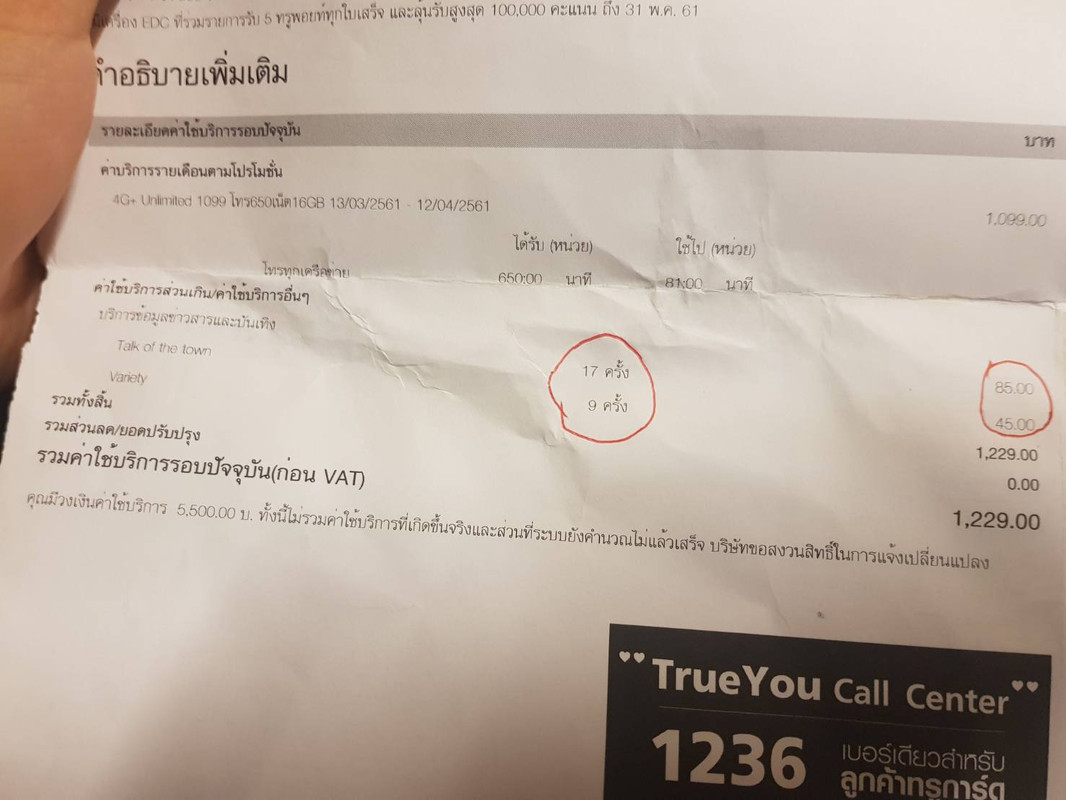 เครื่อง EDC ที่ร่วมรายการรับ 5 ทรูพอยท์ทุกใบเสร็จ และลุ้นรับสูงสุด 100,000 คะแนน ถึง 31 พ.ค. 61
คำอธิบายเพิ่มเติม
รายละเอียดค่าใช้บริการรอบปัจจุบัน บาท
ค่าบริการรายเดือนตามโปรโมชั่น
4G+ Unlimited 1099 โทร650เน็ต16GB 13/03/2561 - 12/04/2561 1,099.00
ได้รับ (หน่วย) ใช้ไป (หน่วย)
โทรทุกเครือข่าย 650:00 นาที 81:00 นาที
ค่าใช้บริการส่วนเกิน/ค่าใช้บริการอื่นๆ
บริการข้อมูลข่าวสารและบันเทิง
Talk of the town 17 ครั้ง 85.00
Variety 9 ครั้ง 45.00
รวมทั้งสิ้น 1,229.00
รวมส่วนลด/ยอดปรับปรุง 0.00
รวมค่าใช้บริการรอบปัจจุบัน(ก่อน VAT) 1,229.00
คุณมีวงเงินค่าใช้บริการ 5,500.00 บ. ทั้งนี้ไม่รวมค่าใช้บริการที่เกิดขึ้นจริงและส่วนที่ระบบยังคำนวณไม่แล้วเสร็จ บริษัทขอสงวนสิทธิ์ในการแจ้งเปลี่ยนแปลง
TrueYou Call Center
1236 เบอร์เดียวสำหรับ
ลูกค้าทรูการ์ด